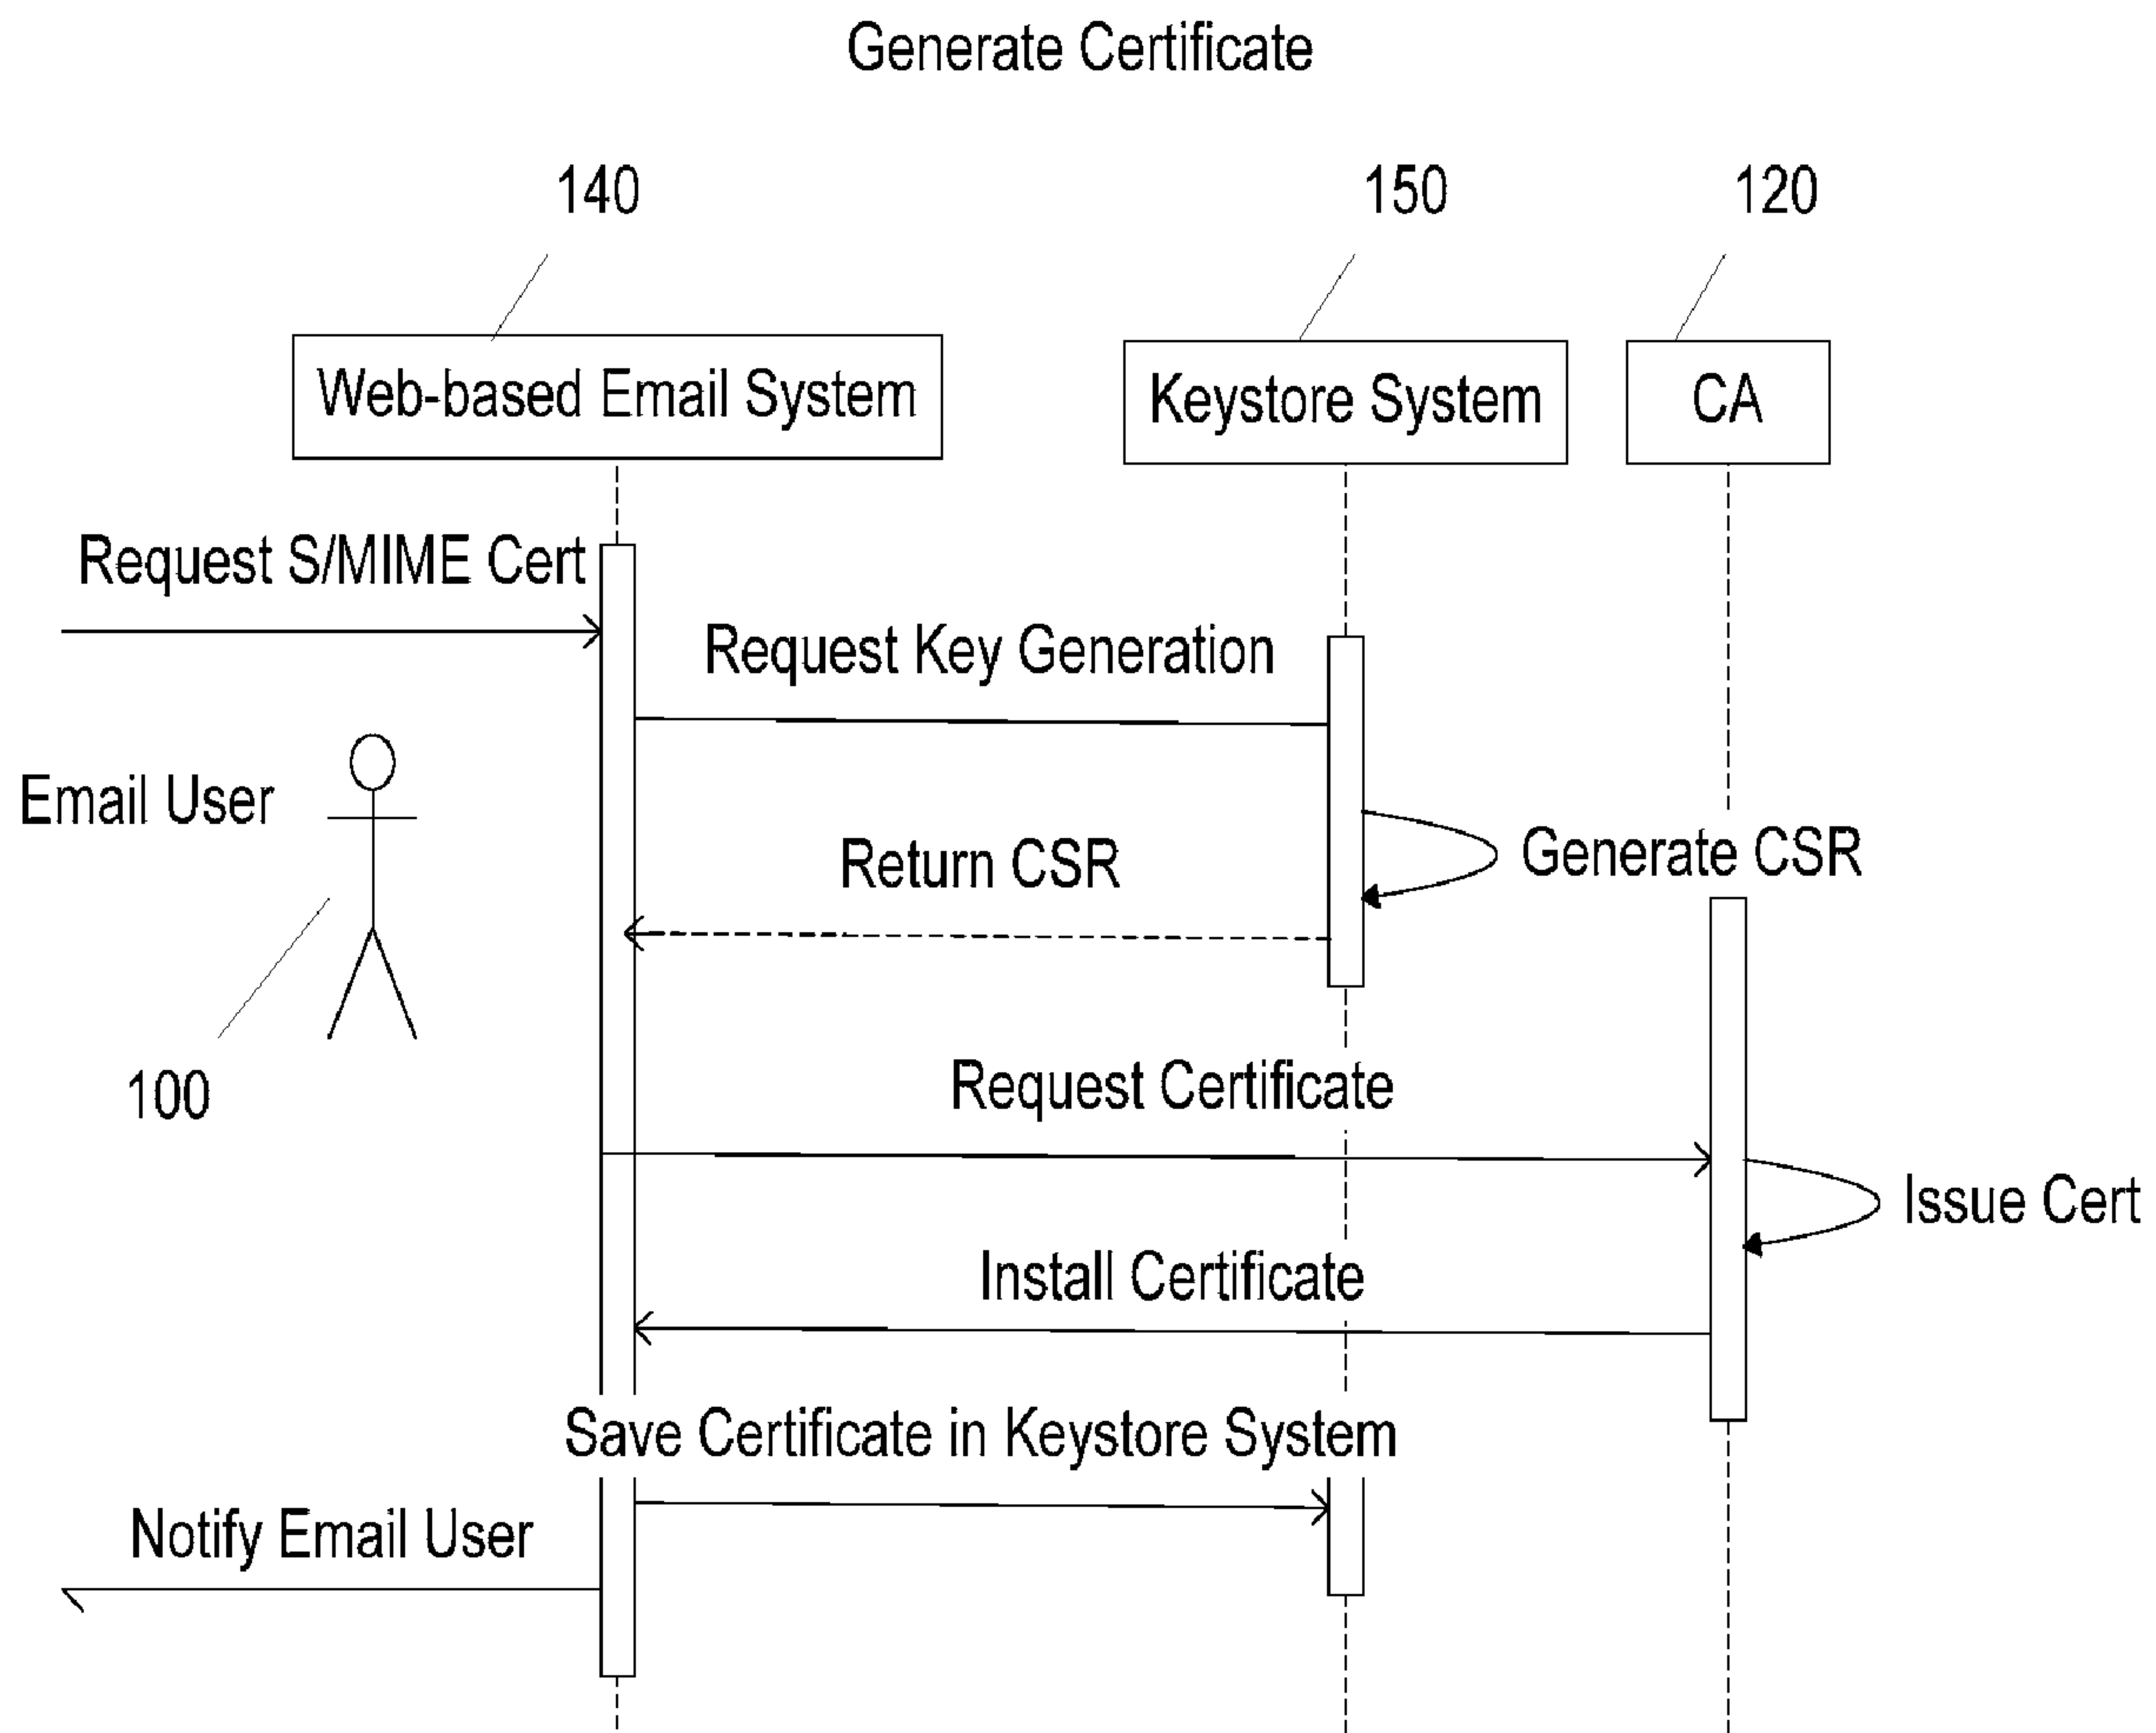 Generate Certificate
140
150
120
Web-based Email System
Keystore System
CA
Request S/MIME Cert
Request Key Generation
Email User
Return CSR
Generate CSR
100
Request Certificate
Issue Cert
Install Certificate
Save Certificate in Keystore System
Notify Email User